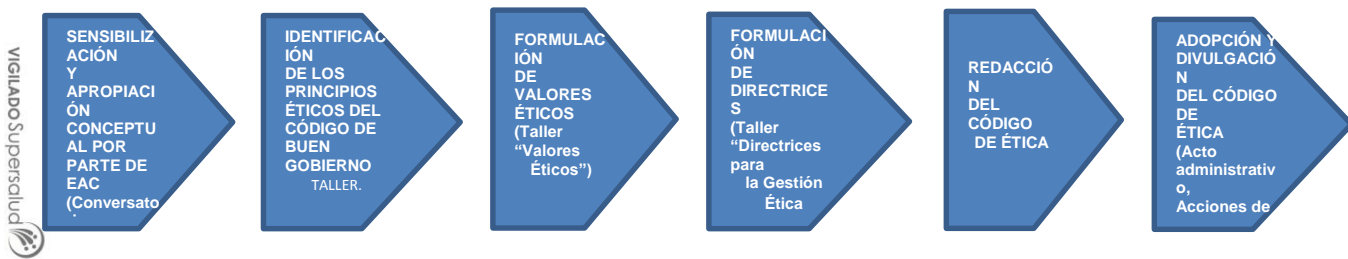 VIGILADO Supersalud
SENSIBILIZ
ACIÓN
Y
APROPIACI
ÓN
CONCEPTU
AL POR
PARTE DE
EAC
(Conversato
IDENTIFICAC
IÓN
DE LOS
PRINCIPIOS
ÉTICOS DEL
CÓDIGO DE
BUEN
GOBIERNO
TALLER.
FORMULAC
IÓN
DE
VALORES
ÉTICOS
(Taller
“Valores
Éticos”)
FORMULACI
ÓN
DE
DIRECTRICE
S
(Taller
“Directrices
para
la Gestión
Ética
REDACCIÓ
N
DEL
CÓDIGO
DE ÉTICA
ADOPCIÓN Y
DIVULGACIÓ
N
DEL CÓDIGO
DE
ÉTICA
(Acto
administrativ
o,
Acciones de